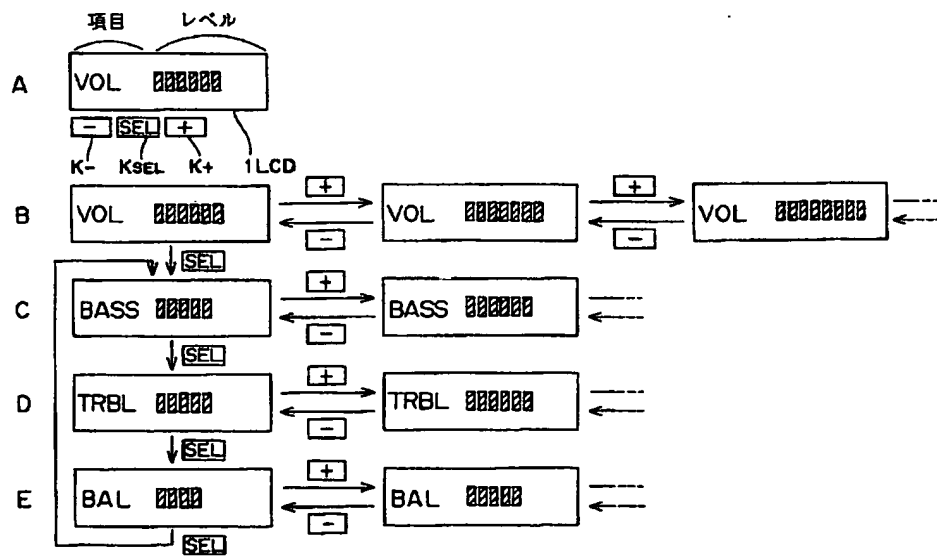 項目 レベル
A VOL
− SEL +
K− KSEL K+ 1LCD
B VOL + − VOL + − VOL
SEL
C BASS + − BASS
SEL
D TRBL + − TRBL
SEL
E BAL + − BAL
SEL